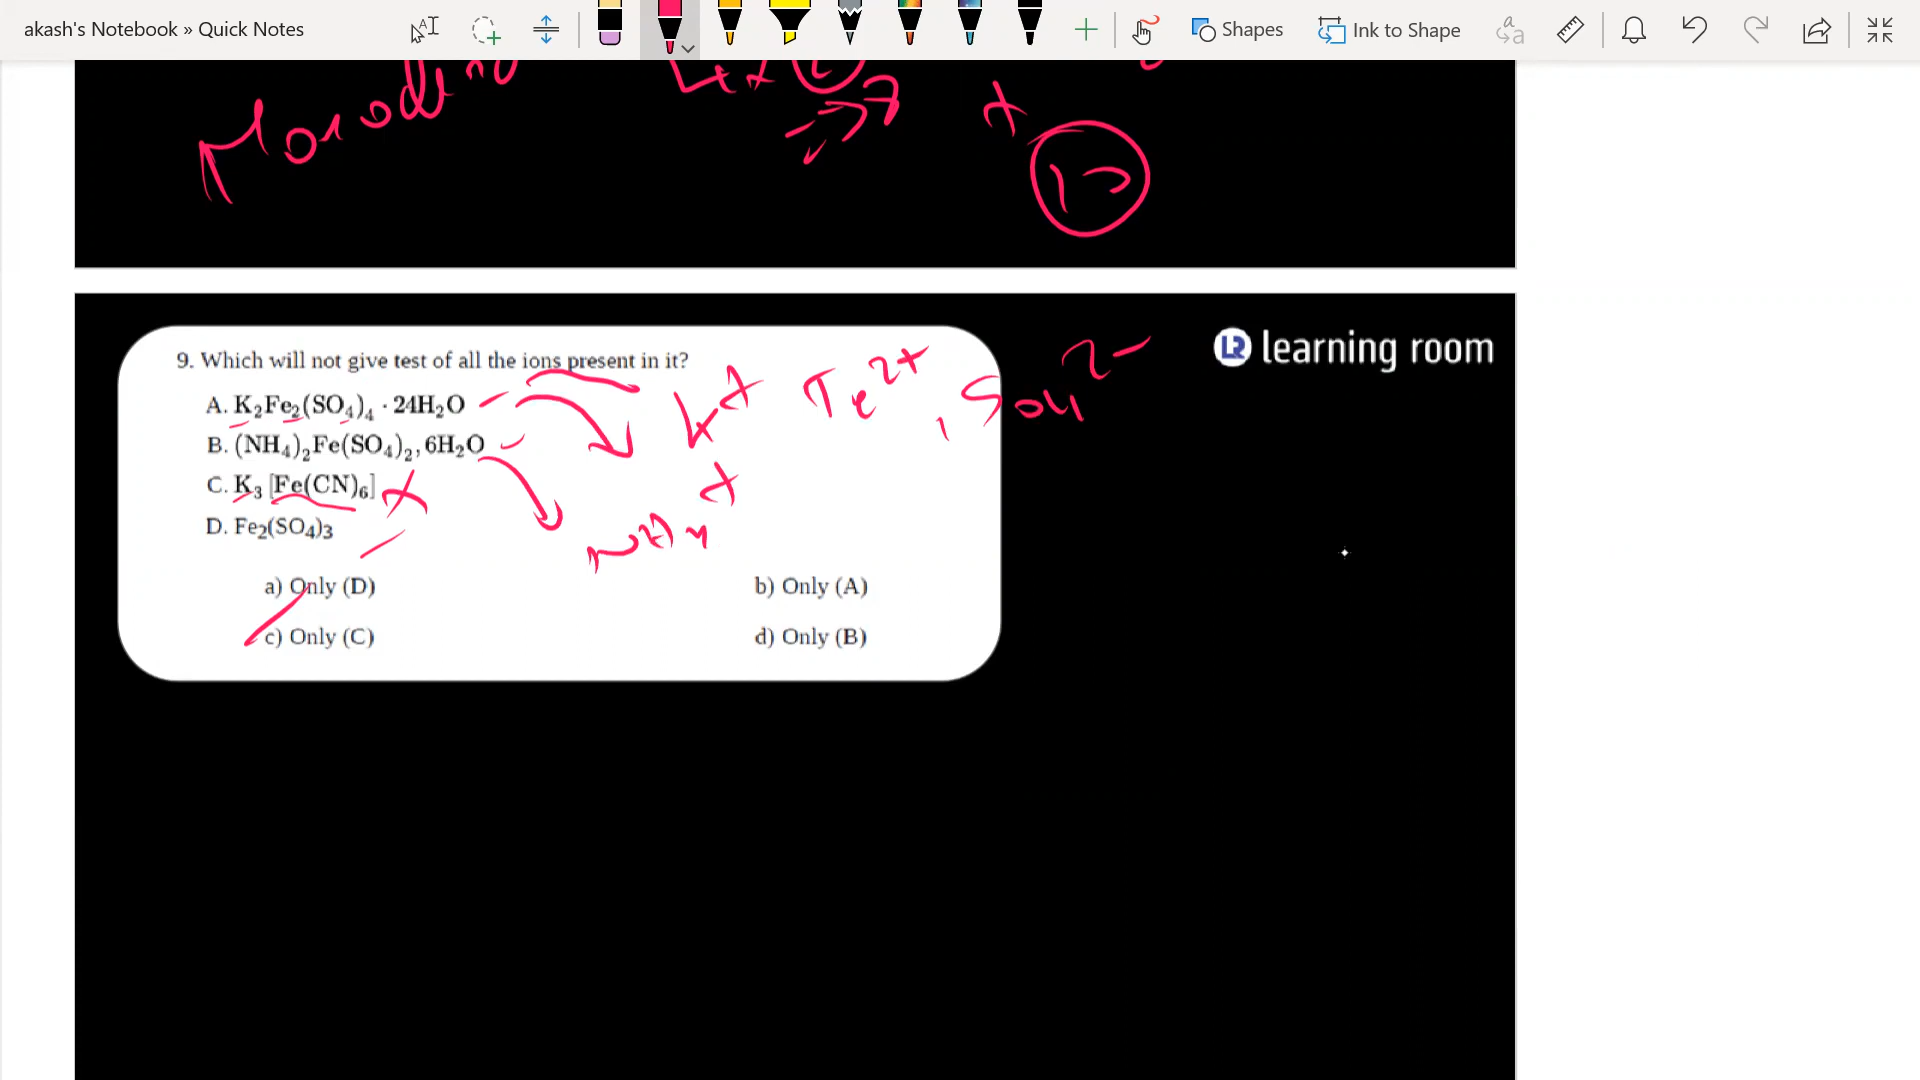 akash's Notebook » Quick Notes
Shapes
Ink to Shape
learning room
9. Which will not give test of all the ions present in it?
A. K₂Fe₂(SO₄)₄ · 24H₂O
B. (NH₄)₂Fe(SO₄)₂, 6H₂O
C. K₃ [Fe(CN)₆]
D. Fe₂(SO₄)₃
a) Only (D)
b) Only (A)
c) Only (C)
d) Only (B)
Fe²⁺, SO₄²⁻
NH₄⁺